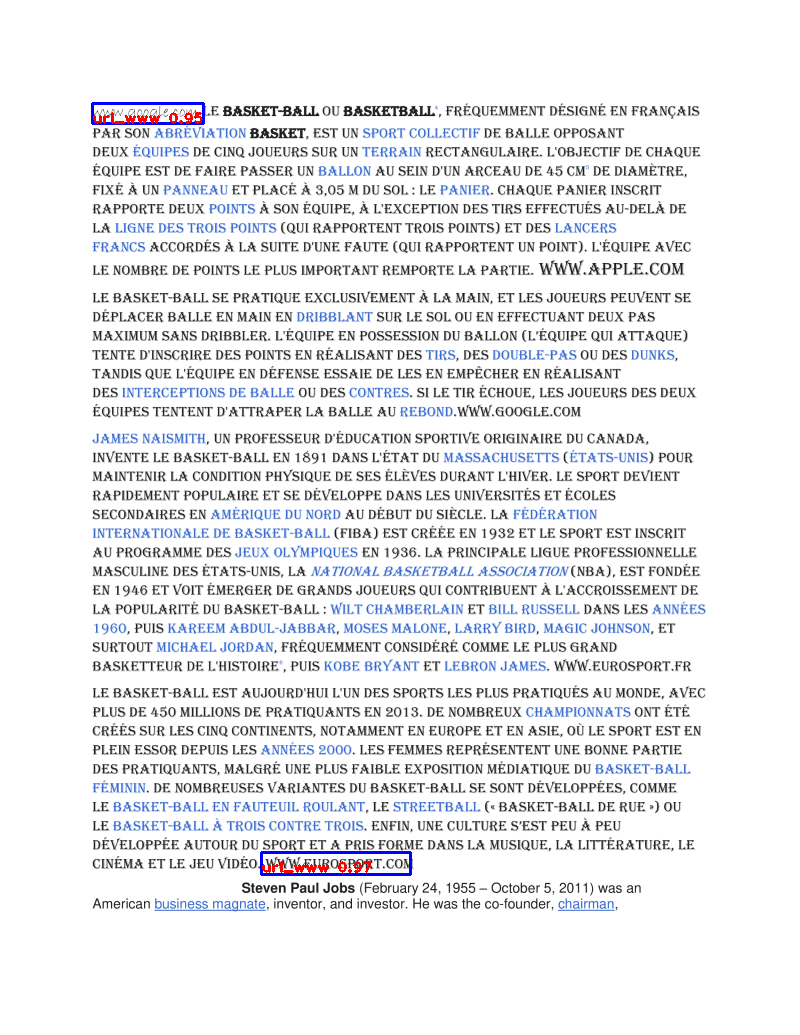 www.google.com LE BASKET-BALL OU BASKETBALL, FRÉQUEMMENT DÉSIGNÉ EN FRANÇAIS
url_www 0.95
PAR SON ABRÉVIATION BASKET, EST UN SPORT COLLECTIF DE BALLE OPPOSANT
DEUX ÉQUIPES DE CINQ JOUEURS SUR UN TERRAIN RECTANGULAIRE. L'OBJECTIF DE CHAQUE
ÉQUIPE EST DE FAIRE PASSER UN BALLON AU SEIN D'UN ARCEAU DE 45 CM DE DIAMÈTRE,
FIXÉ À UN PANNEAU ET PLACÉ À 3,05 M DU SOL : LE PANIER. CHAQUE PANIER INSCRIT
RAPPORTE DEUX POINTS À SON ÉQUIPE, À L'EXCEPTION DES TIRS EFFECTUÉS AU-DELÀ DE
LA LIGNE DES TROIS POINTS (QUI RAPPORTENT TROIS POINTS) ET DES LANCERS
FRANCS ACCORDÉS À LA SUITE D'UNE FAUTE (QUI RAPPORTENT UN POINT). L'ÉQUIPE AVEC
LE NOMBRE DE POINTS LE PLUS IMPORTANT REMPORTE LA PARTIE. WWW.APPLE.COM
LE BASKET-BALL SE PRATIQUE EXCLUSIVEMENT À LA MAIN, ET LES JOUEURS PEUVENT SE
DÉPLACER BALLE EN MAIN EN DRIBBLANT SUR LE SOL OU EN EFFECTUANT DEUX PAS
MAXIMUM SANS DRIBBLER. L'ÉQUIPE EN POSSESSION DU BALLON (L'ÉQUIPE QUI ATTAQUE)
TENTE D'INSCRIRE DES POINTS EN RÉALISANT DES TIRS, DES DOUBLE-PAS OU DES DUNKS,
TANDIS QUE L'ÉQUIPE EN DÉFENSE ESSAIE DE LES EN EMPÊCHER EN RÉALISANT
DES INTERCEPTIONS DE BALLE OU DES CONTRES. SI LE TIR ÉCHOUE, LES JOUEURS DES DEUX
ÉQUIPES TENTENT D'ATTRAPER LA BALLE AU REBOND.WWW.GOOGLE.COM
JAMES NAISMITH, UN PROFESSEUR D'ÉDUCATION SPORTIVE ORIGINAIRE DU CANADA,
INVENTE LE BASKET-BALL EN 1891 DANS L'ÉTAT DU MASSACHUSETTS (ÉTATS-UNIS) POUR
MAINTENIR LA CONDITION PHYSIQUE DE SES ÉLÈVES DURANT L'HIVER. LE SPORT DEVIENT
RAPIDEMENT POPULAIRE ET SE DÉVELOPPE DANS LES UNIVERSITÉS ET ÉCOLES
SECONDAIRES EN AMÉRIQUE DU NORD AU DÉBUT DU SIÈCLE. LA FÉDÉRATION
INTERNATIONALE DE BASKET-BALL (FIBA) EST CRÉÉE EN 1932 ET LE SPORT EST INSCRIT
AU PROGRAMME DES JEUX OLYMPIQUES EN 1936. LA PRINCIPALE LIGUE PROFESSIONNELLE
MASCULINE DES ÉTATS-UNIS, LA NATIONAL BASKETBALL ASSOCIATION (NBA), EST FONDÉE
EN 1946 ET VOIT ÉMERGER DE GRANDS JOUEURS QUI CONTRIBUENT À L'ACCROISSEMENT DE
LA POPULARITÉ DU BASKET-BALL : WILT CHAMBERLAIN ET BILL RUSSELL DANS LES ANNÉES
1960, PUIS KAREEM ABDUL-JABBAR, MOSES MALONE, LARRY BIRD, MAGIC JOHNSON, ET
SURTOUT MICHAEL JORDAN, FRÉQUEMMENT CONSIDÉRÉ COMME LE PLUS GRAND
BASKETTEUR DE L'HISTOIRE, PUIS KOBE BRYANT ET LEBRON JAMES. WWW.EUROSPORT.FR
LE BASKET-BALL EST AUJOURD'HUI L'UN DES SPORTS LES PLUS PRATIQUÉS AU MONDE, AVEC
PLUS DE 450 MILLIONS DE PRATIQUANTS EN 2013. DE NOMBREUX CHAMPIONNATS ONT ÉTÉ
CRÉÉS SUR LES CINQ CONTINENTS, NOTAMMENT EN EUROPE ET EN ASIE, OÙ LE SPORT EST EN
PLEIN ESSOR DEPUIS LES ANNÉES 2000. LES FEMMES REPRÉSENTENT UNE BONNE PARTIE
DES PRATIQUANTS, MALGRÉ UNE PLUS FAIBLE EXPOSITION MÉDIATIQUE DU BASKET-BALL
FÉMININ. DE NOMBREUSES VARIANTES DU BASKET-BALL SE SONT DÉVELOPPÉES, COMME
LE BASKET-BALL EN FAUTEUIL ROULANT, LE STREETBALL (« BASKET-BALL DE RUE ») OU
LE BASKET-BALL À TROIS CONTRE TROIS. ENFIN, UNE CULTURE S'EST PEU À PEU
DÉVELOPPÉE AUTOUR DU SPORT ET A PRIS FORME DANS LA MUSIQUE, LA LITTÉRATURE, LE
CINÉMA ET LE JEU VIDÉO. WWW.EUROSPORT.COM
url_www 0.97
Steven Paul Jobs (February 24, 1955 – October 5, 2011) was an
American business magnate, inventor, and investor. He was the co-founder, chairman,